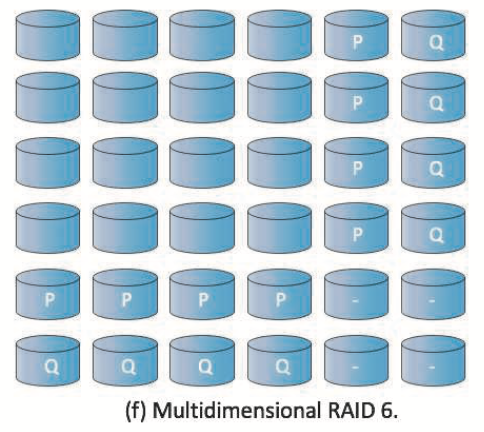 P Q
P Q
P Q
P Q
P P P P - -
Q Q Q Q - -
(f) Multidimensional RAID 6.